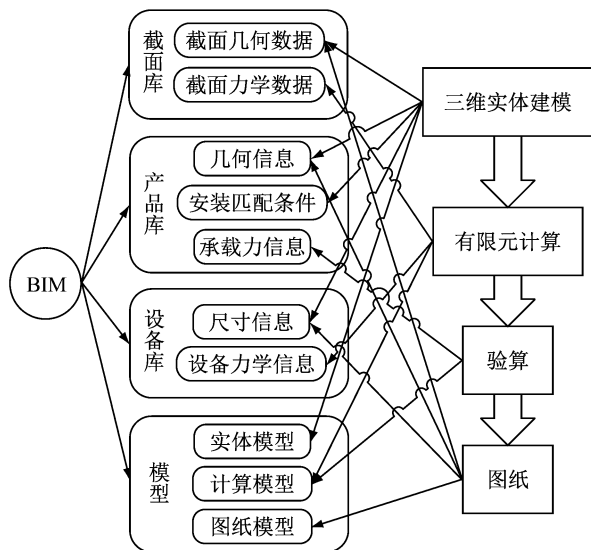 BIM
截面库
截面几何数据
截面力学数据
产品库
几何信息
安装匹配条件
承载力信息
设备库
尺寸信息
设备力学信息
模型
实体模型
计算模型
图纸模型
三维实体建模
有限元计算
验算
图纸